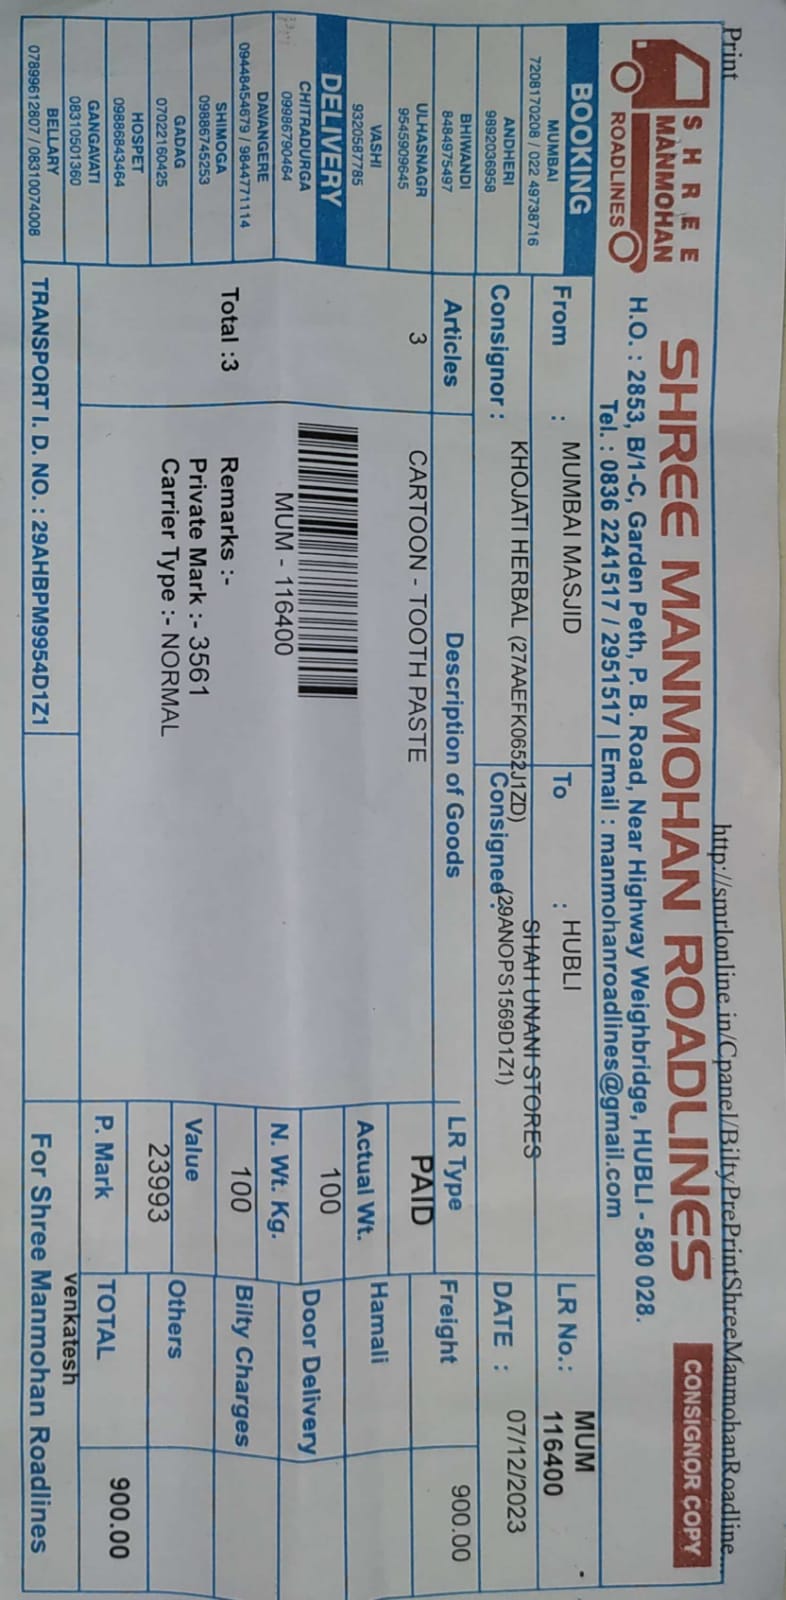 Print
http://smrlonline.in/Cpanel/BiltyPrePrintShreeManmohanRoadline...
SHREE
MANMOHAN
ROADLINES
SHREE MANMOHAN ROADLINES
CONSIGNOR COPY
H.O. : 2853, B/1-C, Garden Peth, P. B. Road, Near Highway Weighbridge, HUBLI - 580 028.
Tel. : 0836 2241517 / 2951517 | Email : manmohanroadlines@gmail.com
BOOKING
MUMBAI
7208170208 / 022 49738716
ANDHERI
9892036958
BHIWANDI
8484975497
ULHASNAGR
9545909645
VASHI
9320587785
DELIVERY
CHITRADURGA
09986790464
DAVANGERE
09448454679 / 9844771114
SHIMOGA
09886745253
GADAG
07022160425
HOSPET
09886843464
GANGAVATI
08310501360
BELLARY
07899612807 / 08310074008
From : MUMBAI MASJID
To : HUBLI
LR No.: MUM
116400
Consignor : KHOJATI HERBAL (27AAEFK0652J1ZD)
Consignee : SHAH UNANI STORES
(29ANOPS1569D1Z1)
DATE : 07/12/2023
Articles
Description of Goods
LR Type
Freight
900.00
3
CARTOON - TOOTH PASTE
PAID
Actual Wt.
Hamali
100
MUM - 116400
N. Wt. Kg.
Door Delivery
100
Bilty Charges
Total :3
Remarks :-
Private Mark :- 3561
Carrier Type :- NORMAL
Value
23993
Others
P. Mark
TOTAL
900.00
TRANSPORT I. D. NO. : 29AHBPM9954D1Z1
venkatesh
For Shree Manmohan Roadlines